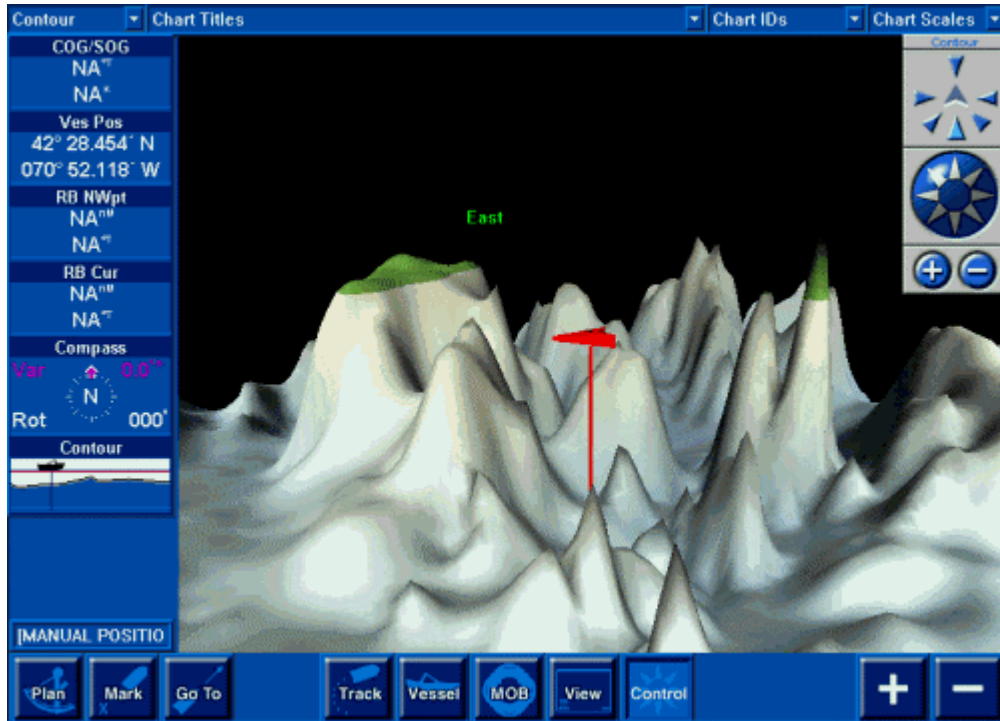 Contour Chart Titles Chart IDs Chart Scales
COG/SOG
NA°T
NA^K
Ves Pos
42° 28.454' N
070° 52.118' W
RB NWpt
NA^nM
NA°T
RB Cur
NA^nM
NA°T
Compass
Var 0.0°
N
Rot 000°
Contour
[MANUAL POSITIO
East
Contour
Plan Mark X Go To Track Vessel MOB View Control